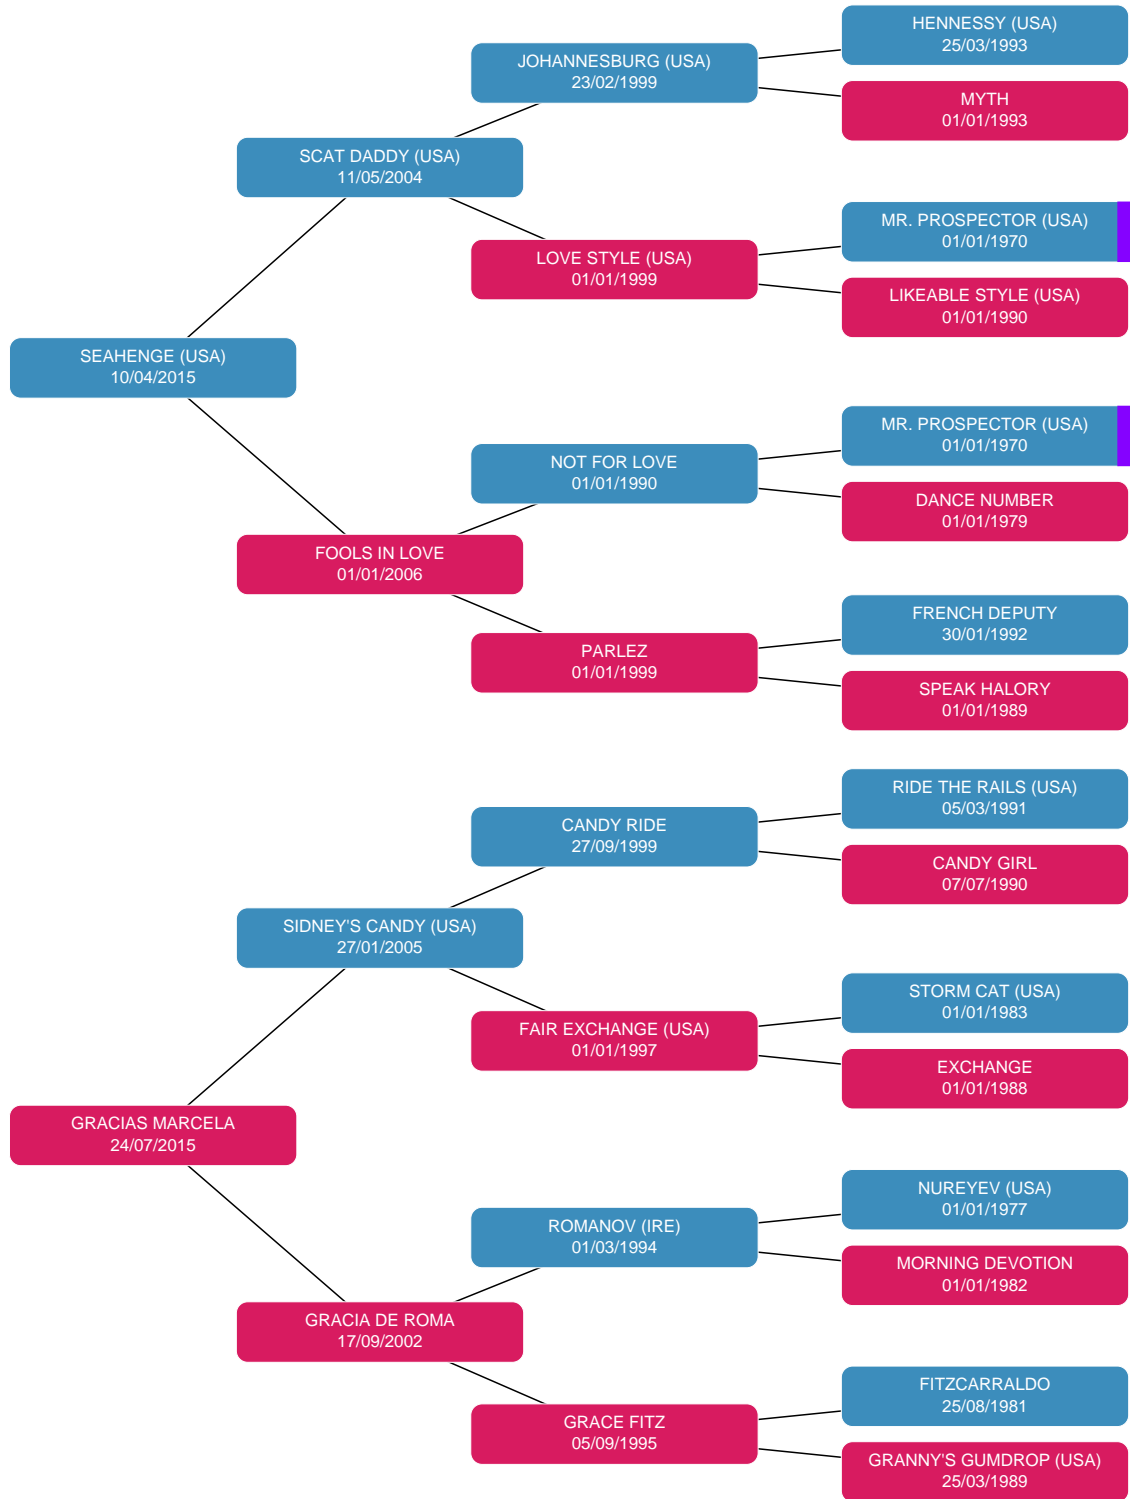 HENNESSY (USA)
25/03/1993
JOHANNESBURG (USA)
23/02/1999
MYTH
01/01/1993
SCAT DADDY (USA)
11/05/2004
MR. PROSPECTOR (USA)
01/01/1970
LOVE STYLE (USA)
01/01/1999
LIKEABLE STYLE (USA)
01/01/1990
SEAHENGE (USA)
10/04/2015
MR. PROSPECTOR (USA)
01/01/1970
NOT FOR LOVE
01/01/1990
DANCE NUMBER
01/01/1979
FOOLS IN LOVE
01/01/2006
FRENCH DEPUTY
30/01/1992
PARLEZ
01/01/1999
SPEAK HALORY
01/01/1989
RIDE THE RAILS (USA)
05/03/1991
CANDY RIDE
27/09/1999
CANDY GIRL
07/07/1990
SIDNEY'S CANDY (USA)
27/01/2005
STORM CAT (USA)
01/01/1983
FAIR EXCHANGE (USA)
01/01/1997
EXCHANGE
01/01/1988
GRACIAS MARCELA
24/07/2015
NUREYEV (USA)
01/01/1977
ROMANOV (IRE)
01/03/1994
MORNING DEVOTION
01/01/1982
GRACIA DE ROMA
17/09/2002
FITZCARRALDO
25/08/1981
GRACE FITZ
05/09/1995
GRANNY'S GUMDROP (USA)
25/03/1989